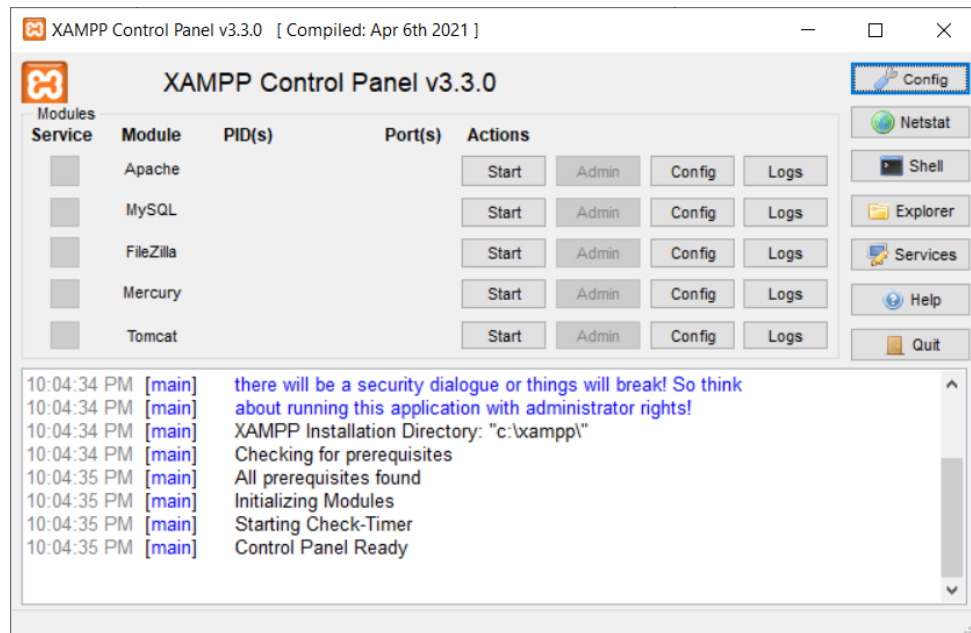 XAMPP Control Panel v3.3.0 [ Compiled: Apr 6th 2021 ]
XAMPP Control Panel v3.3.0
Config
Modules
Service Module PID(s) Port(s) Actions
Netstat
Apache Start Admin Config Logs
Shell
MySQL Start Admin Config Logs
Explorer
FileZilla Start Admin Config Logs
Services
Mercury Start Admin Config Logs
Help
Tomcat Start Admin Config Logs
Quit
10:04:34 PM [main] there will be a security dialogue or things will break! So think
10:04:34 PM [main] about running this application with administrator rights!
10:04:34 PM [main] XAMPP Installation Directory: "c:\xampp\"
10:04:34 PM [main] Checking for prerequisites
10:04:35 PM [main] All prerequisites found
10:04:35 PM [main] Initializing Modules
10:04:35 PM [main] Starting Check-Timer
10:04:35 PM [main] Control Panel Ready